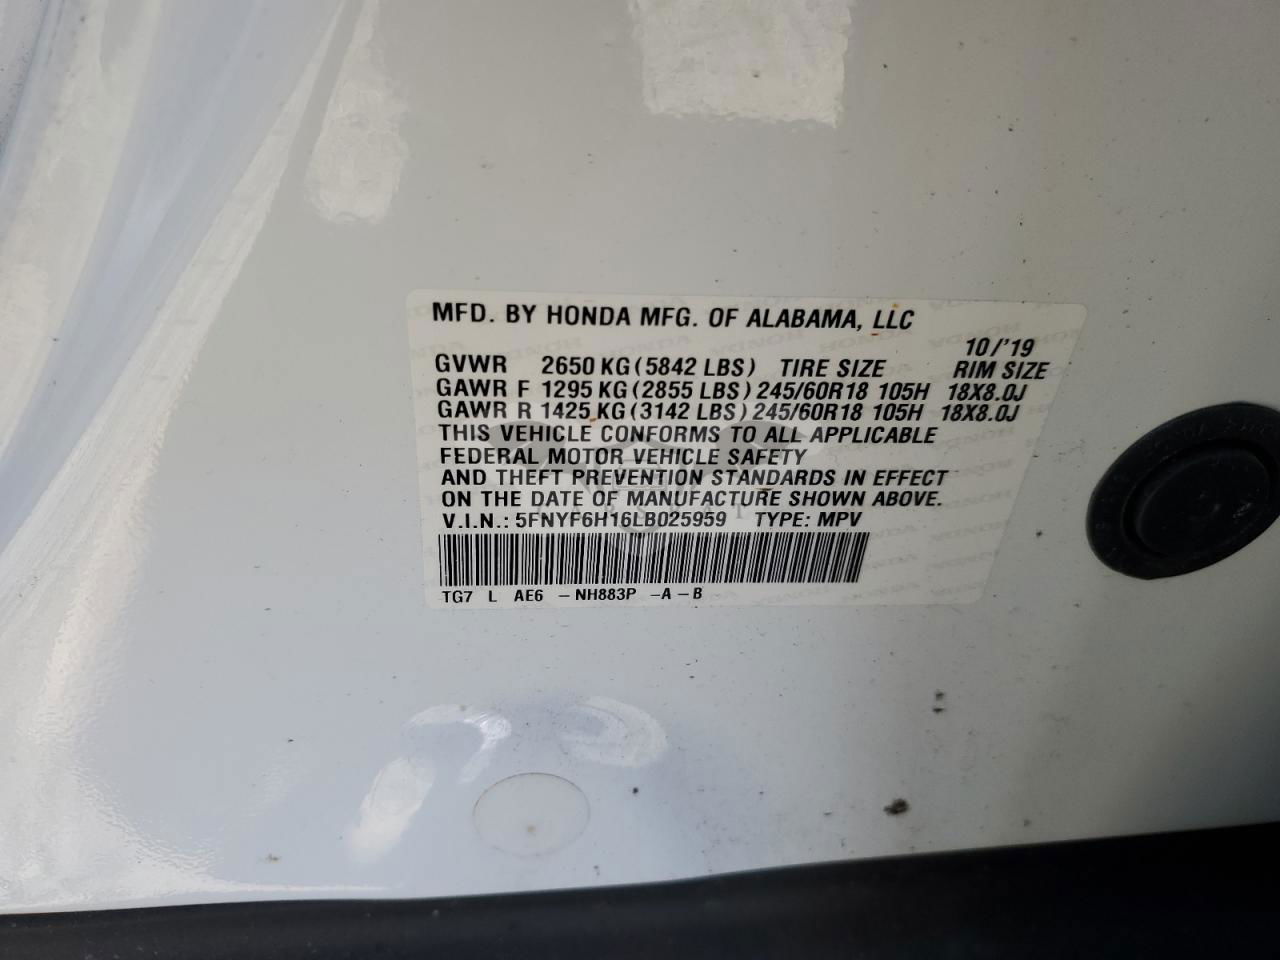 MFD. BY HONDA MFG. OF ALABAMA, LLC
10/'19
GVWR 2650 KG (5842 LBS) TIRE SIZE RIM SIZE
GAWR F 1295 KG (2855 LBS) 245/60R18 105H 18X8.0J
GAWR R 1425 KG (3142 LBS) 245/60R18 105H 18X8.0J
THIS VEHICLE CONFORMS TO ALL APPLICABLE
FEDERAL MOTOR VEHICLE SAFETY
AND THEFT PREVENTION STANDARDS IN EFFECT
ON THE DATE OF MANUFACTURE SHOWN ABOVE.
V.I.N.: 5FNYF6H16LB025959 TYPE: MPV
TG7 L AE6 -NH883P -A-B